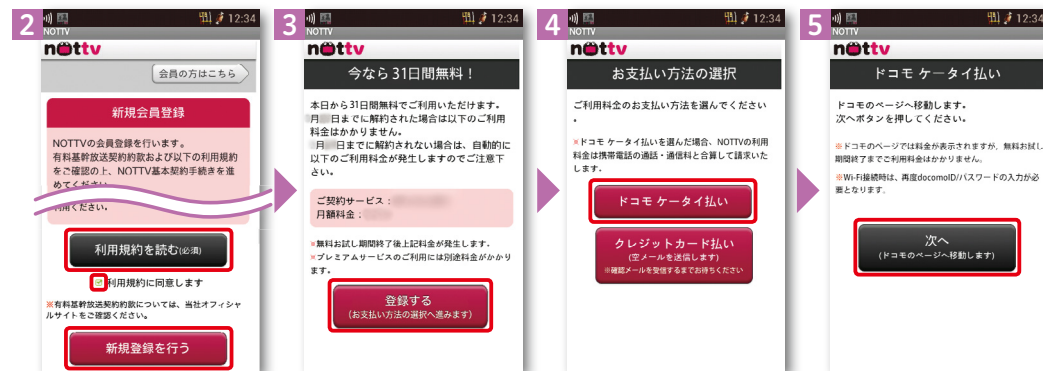 2
12:34
NOTTV
nottv
会員の方はこちら
新規会員登録
NOTTVの会員登録を行います。
有料基幹放送契約約款および以下の利用規約
をご確認の上、NOTTV基本契約手続きを進
めてください
利用ください。
利用規約を読む(必須)
利用規約に同意します
※有料基幹放送契約約款については、当社オフィシャ
ルサイトをご確認ください。
新規登録を行う
3
12:34
NOTTV
nottv
今なら31日間無料！
本日から31日間無料でご利用いただけます。
月 日までに解約された場合は以下のご利用
料金はかかりません。
月 日までに解約されない場合は、自動的に
以下のご利用料金が発生しますのでご注意下
さい。
ご契約サービス：
月額料金：
※無料お試し期間終了後上記料金が発生します。
※プレミアムサービスのご利用には別途料金がかかり
ます。
登録する
(お支払い方法の選択へ進みます)
4
12:34
NOTTV
nottv
お支払い方法の選択
ご利用料金のお支払い方法を選んでください
。
※ドコモ ケータイ払いを選んだ場合、NOTTVの利用
料金は携帯電話の通話・通信料と合算して請求いた
します。
ドコモ ケータイ払い
クレジットカード払い
(空メールを送信します)
※確認メールを受信するまでお待ちください
5
12:34
NOTTV
nottv
ドコモ ケータイ払い
ドコモのページへ移動します。
次へボタンを押してください。
※ドコモのページでは料金が表示されますが、無料お試し
期間終了までご利用料金はかかりません。
※Wi-Fi接続時は、再度docomoID/パスワードの入力が必
要となります。
次へ
(ドコモのページへ移動します)